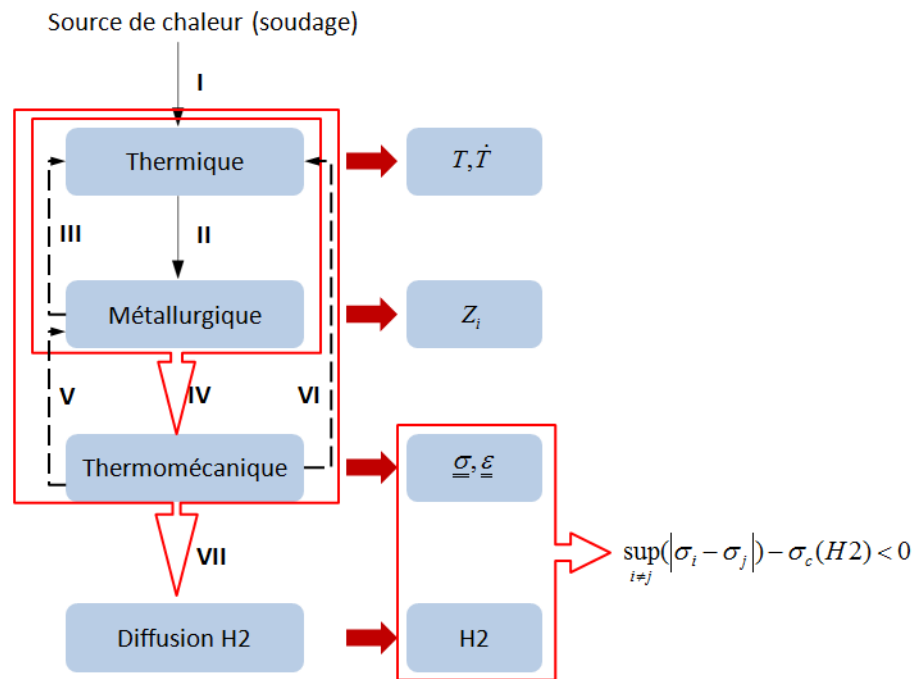 Source de chaleur (soudage)
I
Thermique
T, Ṫ
III
II
Métallurgique
Z_i
V
IV
VI
Thermomécanique
σ, ε
VII
sup(|σ_i − σ_j|) − σ_c(H2) < 0
i≠j
Diffusion H2
H2